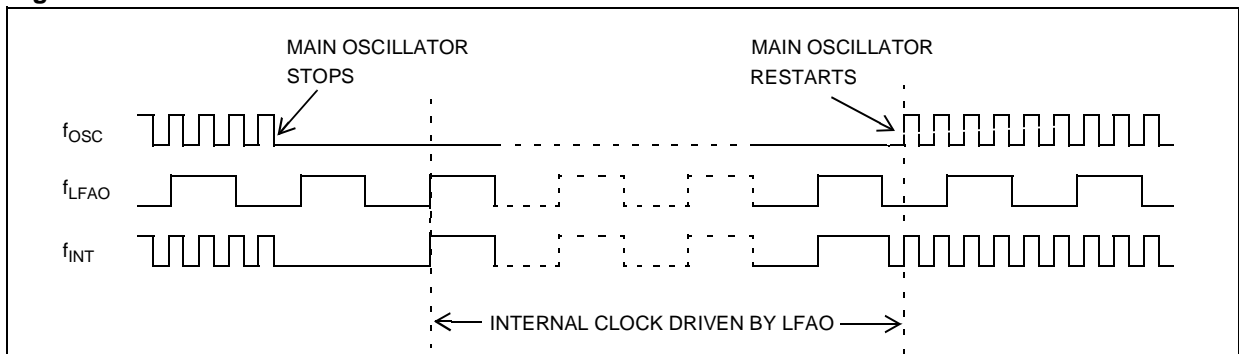 MAIN OSCILLATOR
STOPS
MAIN OSCILLATOR
RESTARTS
fOSC
fLFAO
fINT
INTERNAL CLOCK DRIVEN BY LFAO